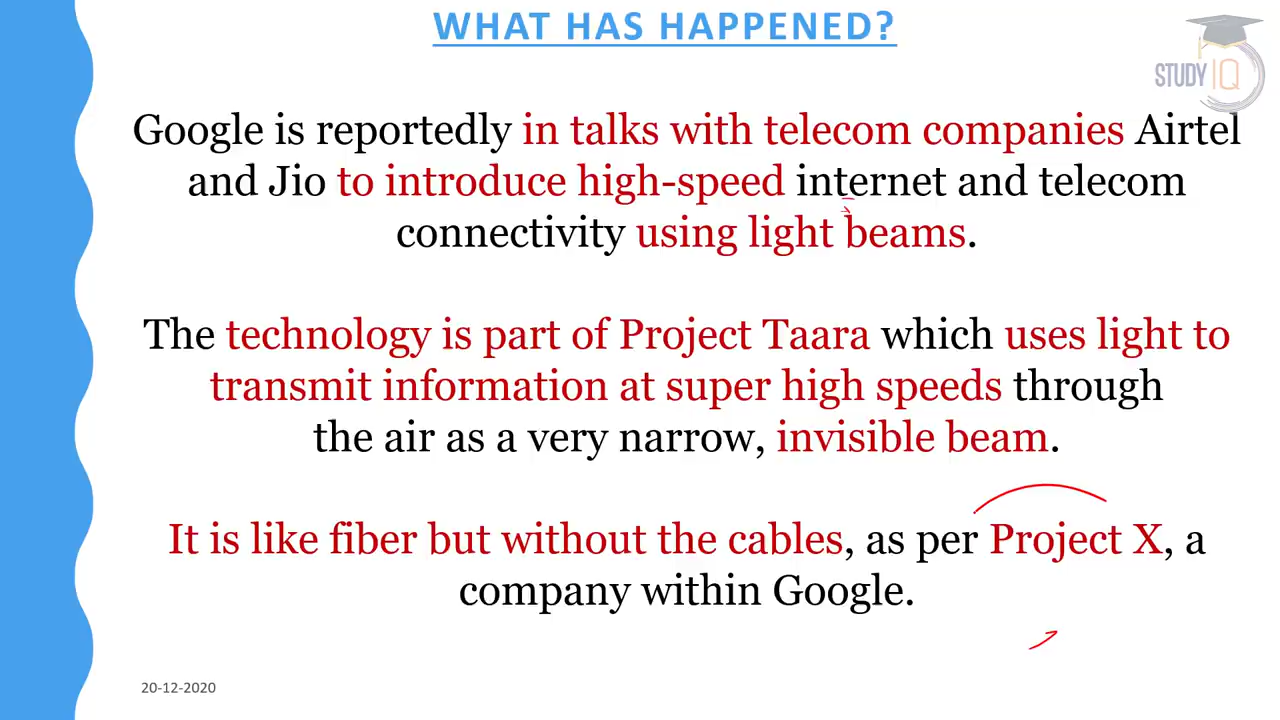 WHAT HAS HAPPENED?
STUDY IQ
Google is reportedly in talks with telecom companies Airtel
and Jio to introduce high-speed internet and telecom
connectivity using light beams.
The technology is part of Project Taara which uses light to
transmit information at super high speeds through
the air as a very narrow, invisible beam.
It is like fiber but without the cables, as per Project X, a
company within Google.
20-12-2020